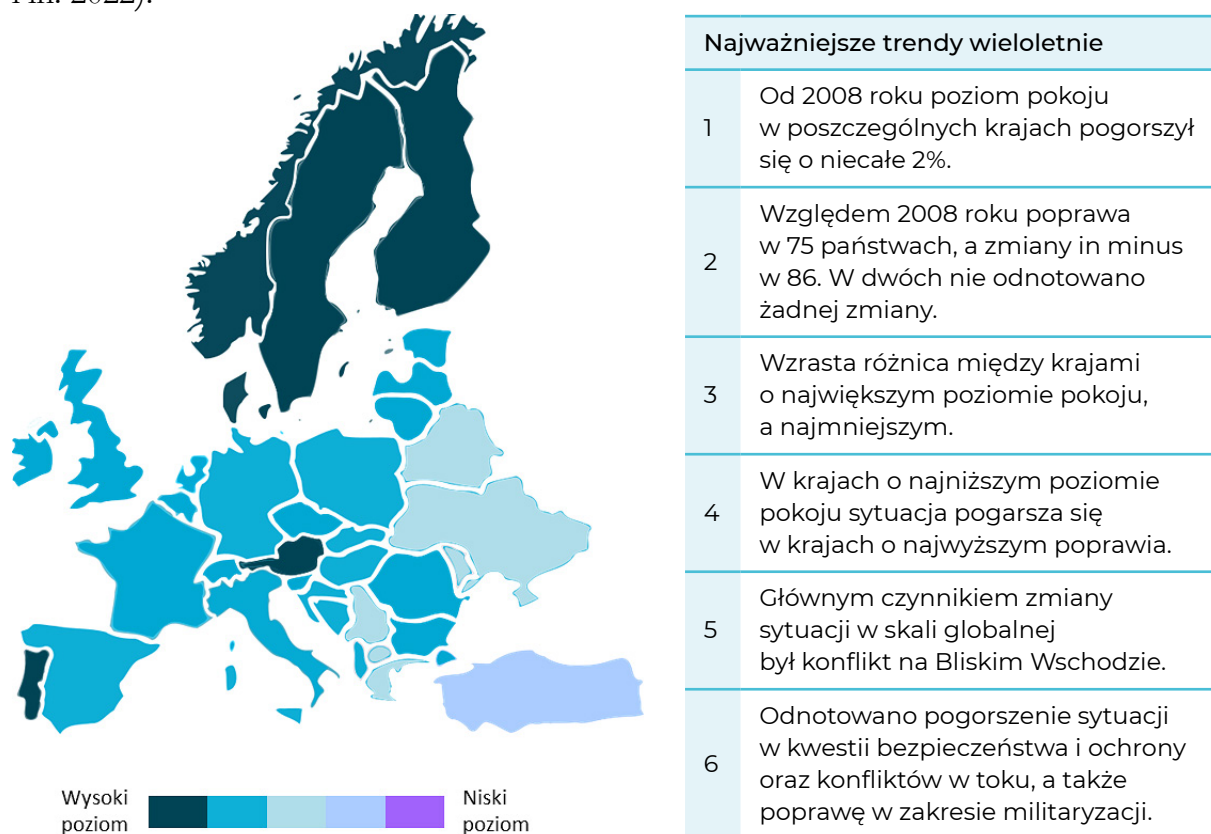 Najważniejsze trendy wieloletnie
1
Od 2008 roku poziom pokoju
w poszczególnych krajach pogorszył
się o niecałe 2%.
2
Względem 2008 roku poprawa
w 75 państwach, a zmiany in minus
w 86. W dwóch nie odnotowano
żadnej zmiany.
3
Wzrasta różnica między krajami
o największym poziomie pokoju,
a najmniejszym.
4
W krajach o najniższym poziomie
pokoju sytuacja pogarsza się
w krajach o najwyższym poprawia.
5
Głównym czynnikiem zmiany
sytuacji w skali globalnej
był konflikt na Bliskim Wschodzie.
6
Odnotowano pogorszenie sytuacji
w kwestii bezpieczeństwa i ochrony
oraz konfliktów w toku, a także
poprawę w zakresie militaryzacji.
Wysoki
poziom
Niski
poziom